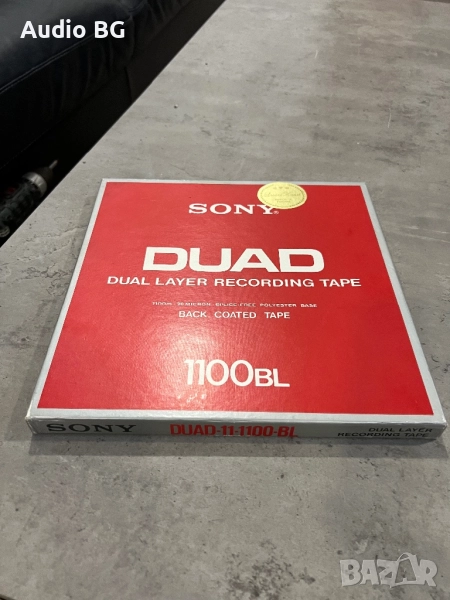 Audio BG
SONY®
DUAD
DUAL LAYER RECORDING TAPE
BACK COATED TAPE
1100BL
SONY DUAD-11-1100-BL DUAL LAYER
RECORDING TAPE
BAZAR